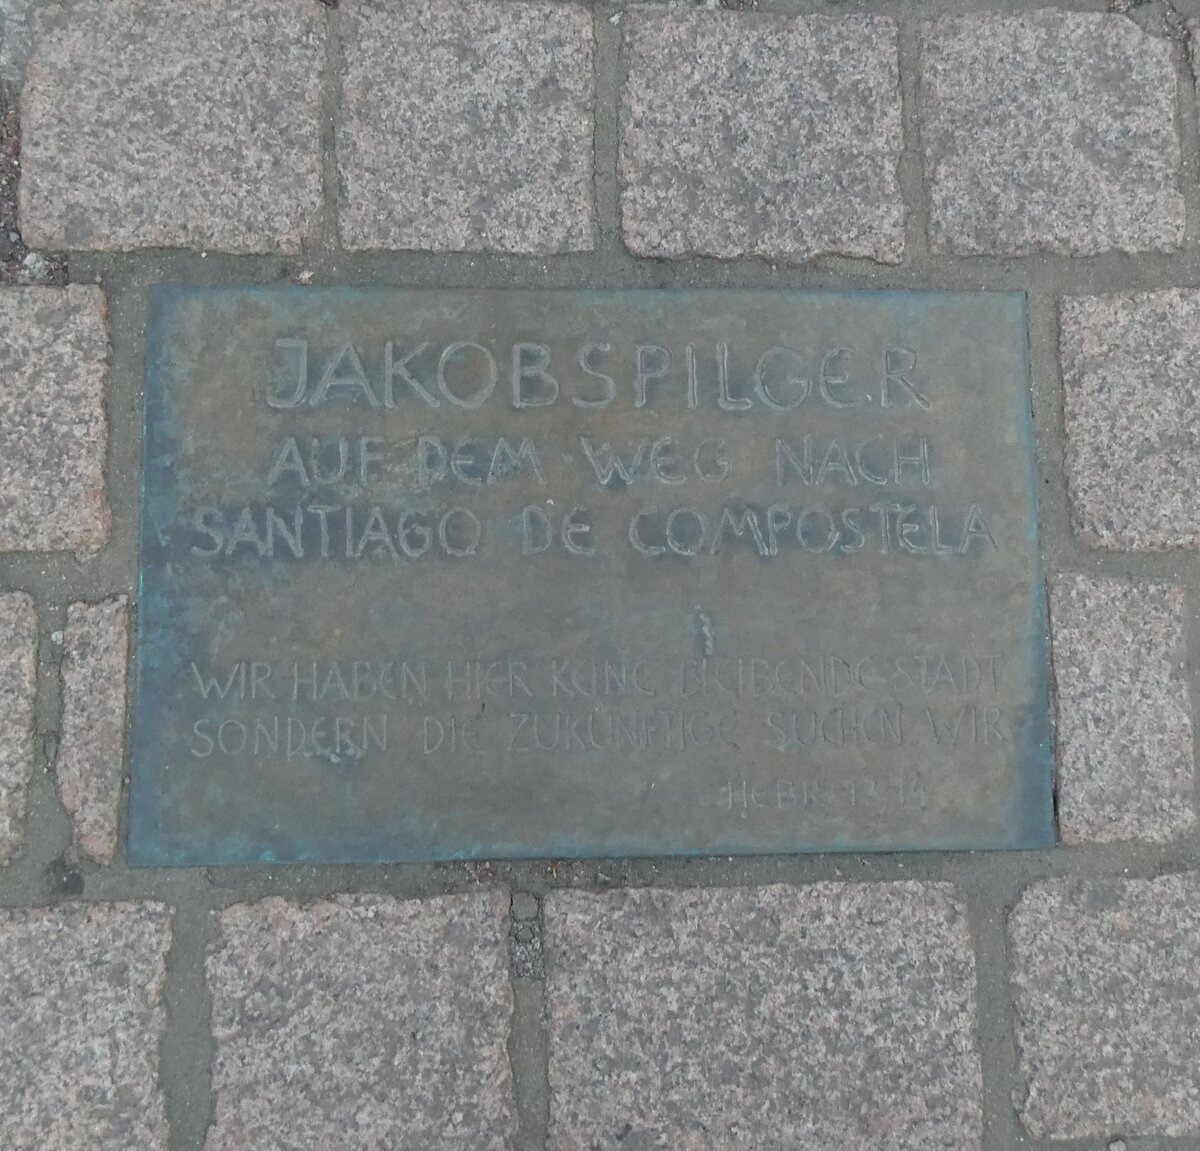 JAKOBSPILGER
AUF DEM WEG NACH
SANTIAGO DE COMPOSTELA
WIR HABEN HIER KEINE BLEIBENDE STADT
SONDERN DIE ZUKÜNFTIGE SUCHEN WIR
HEBR 13 14